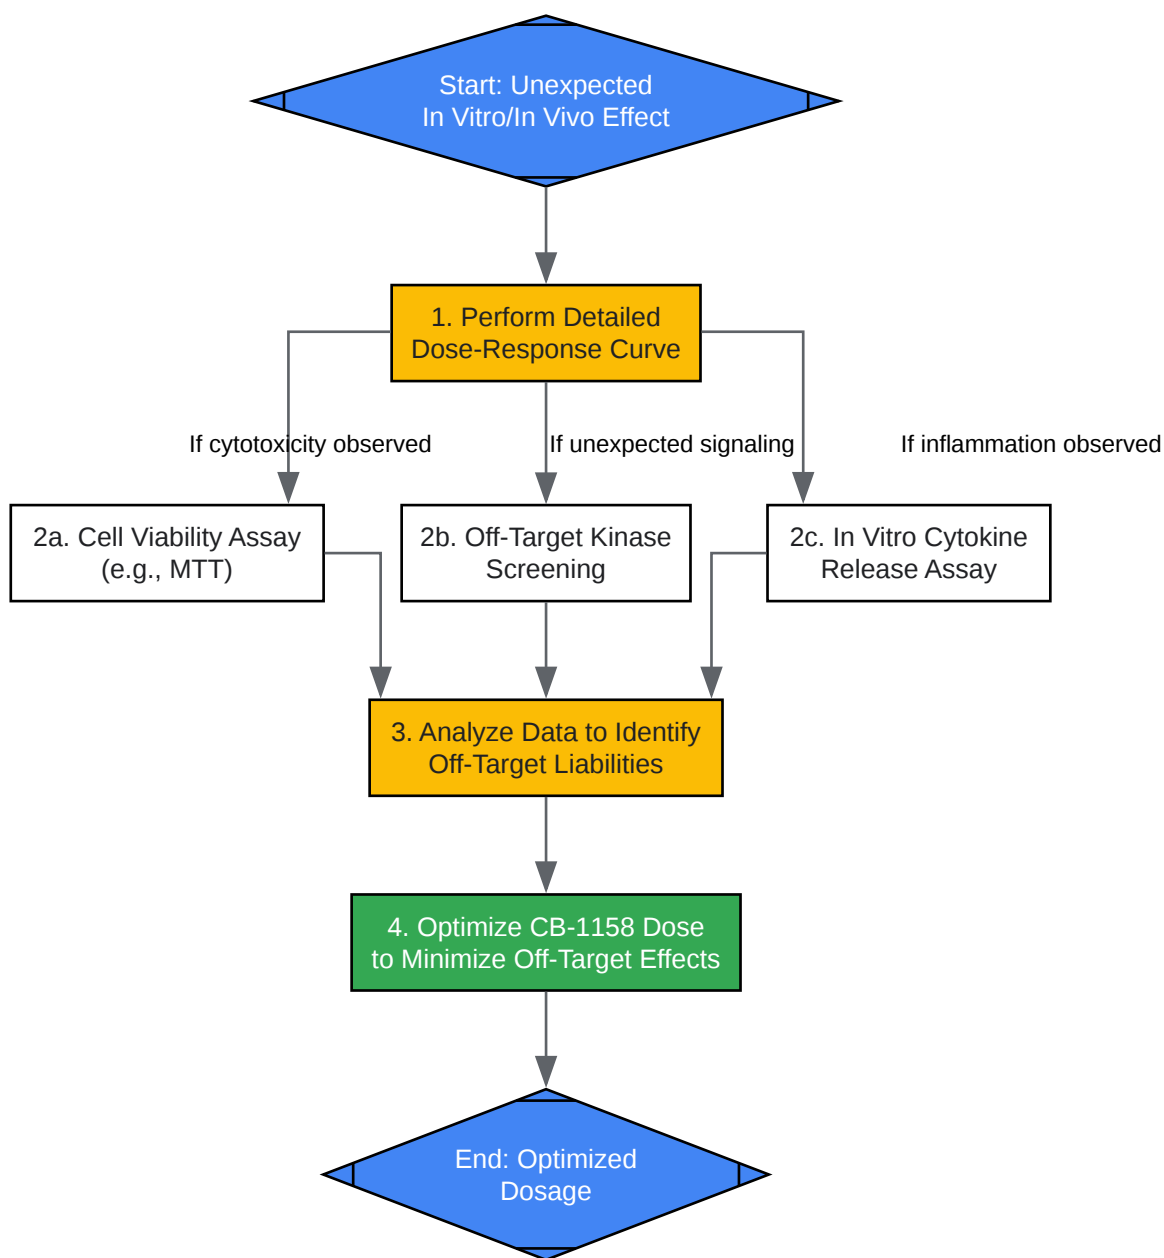 Start: Unexpected
In Vitro/In Vivo Effect
1. Perform Detailed
Dose-Response Curve
If cytotoxicity observed
If unexpected signaling
If inflammation observed
2a. Cell Viability Assay
(e.g., MTT)
2b. Off-Target Kinase
Screening
2c. In Vitro Cytokine
Release Assay
3. Analyze Data to Identify
Off-Target Liabilities
4. Optimize CB-1158 Dose
to Minimize Off-Target Effects
End: Optimized
Dosage